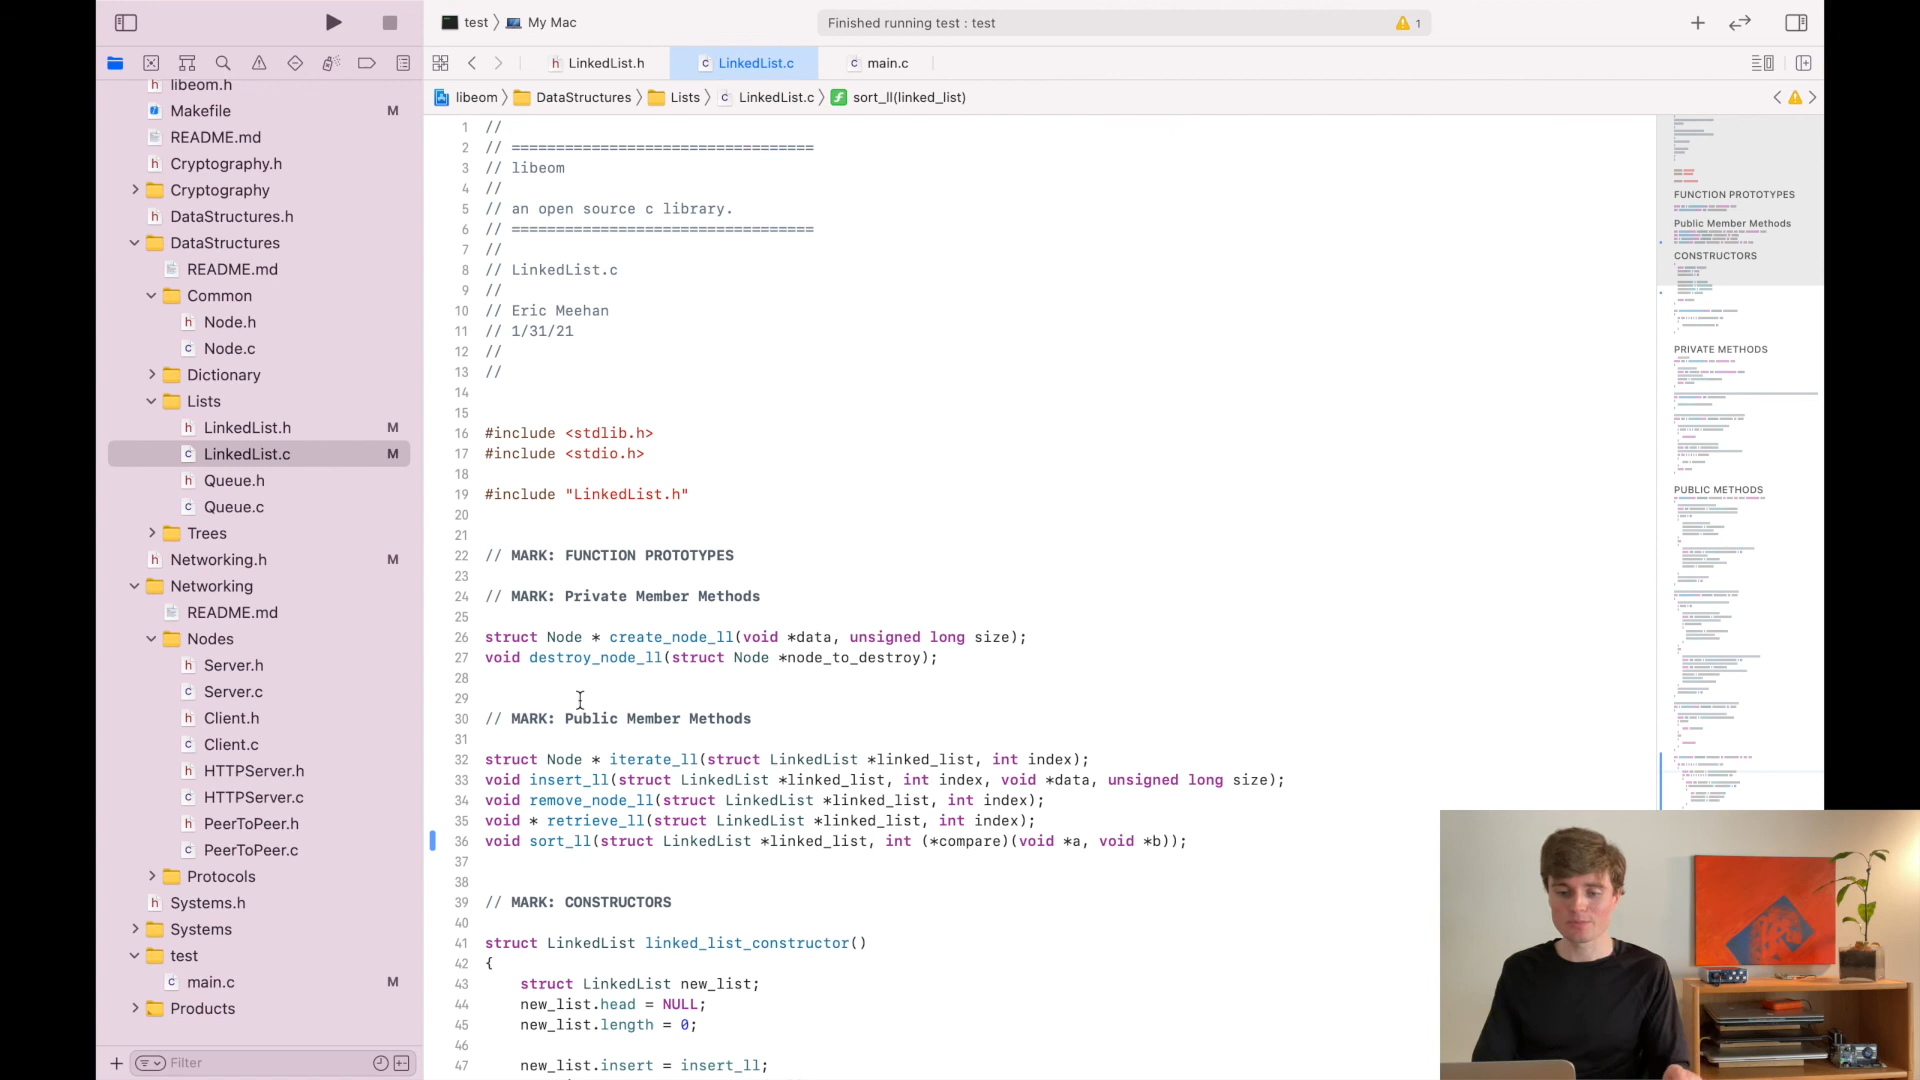 test
My Mac
Finished running test : test
1
LinkedList.h
LinkedList.c
main.c
libeom
DataStructures
Lists
LinkedList.c
sort_ll(linked_list)
libeom.h
Makefile M
README.md
Cryptography.h
Cryptography
DataStructures.h
DataStructures
README.md
Common
Node.h
Node.c
Dictionary
Lists
LinkedList.h M
LinkedList.c M
Queue.h
Queue.c
Trees
Networking.h M
Networking
README.md
Nodes
Server.h
Server.c
Client.h
Client.c
HTTPServer.h
HTTPServer.c
PeerToPeer.h
PeerToPeer.c
Protocols
Systems.h
Systems
test
main.c M
Products
Filter
1 //
2 // ==================================
3 // libeom
4 //
5 // an open source c library.
6 // ==================================
7 //
8 // LinkedList.c
9 //
10 // Eric Meehan
11 // 1/31/21
12 //
13 //
14
15
16 #include <stdlib.h>
17 #include <stdio.h>
18
19 #include "LinkedList.h"
20
21
22 // MARK: FUNCTION PROTOTYPES
23
24 // MARK: Private Member Methods
25
26 struct Node * create_node_ll(void *data, unsigned long size);
27 void destroy_node_ll(struct Node *node_to_destroy);
28
29
30 // MARK: Public Member Methods
31
32 struct Node * iterate_ll(struct LinkedList *linked_list, int index);
33 void insert_ll(struct LinkedList *linked_list, int index, void *data, unsigned long size);
34 void remove_node_ll(struct LinkedList *linked_list, int index);
35 void * retrieve_ll(struct LinkedList *linked_list, int index);
36 void sort_ll(struct LinkedList *linked_list, int (*compare)(void *a, void *b));
37
38
39 // MARK: CONSTRUCTORS
40
41 struct LinkedList linked_list_constructor()
42 {
43 struct LinkedList new_list;
44 new_list.head = NULL;
45 new_list.length = 0;
46
47 new_list.insert = insert_ll;
FUNCTION PROTOTYPES
Public Member Methods
CONSTRUCTORS
PRIVATE METHODS
PUBLIC METHODS